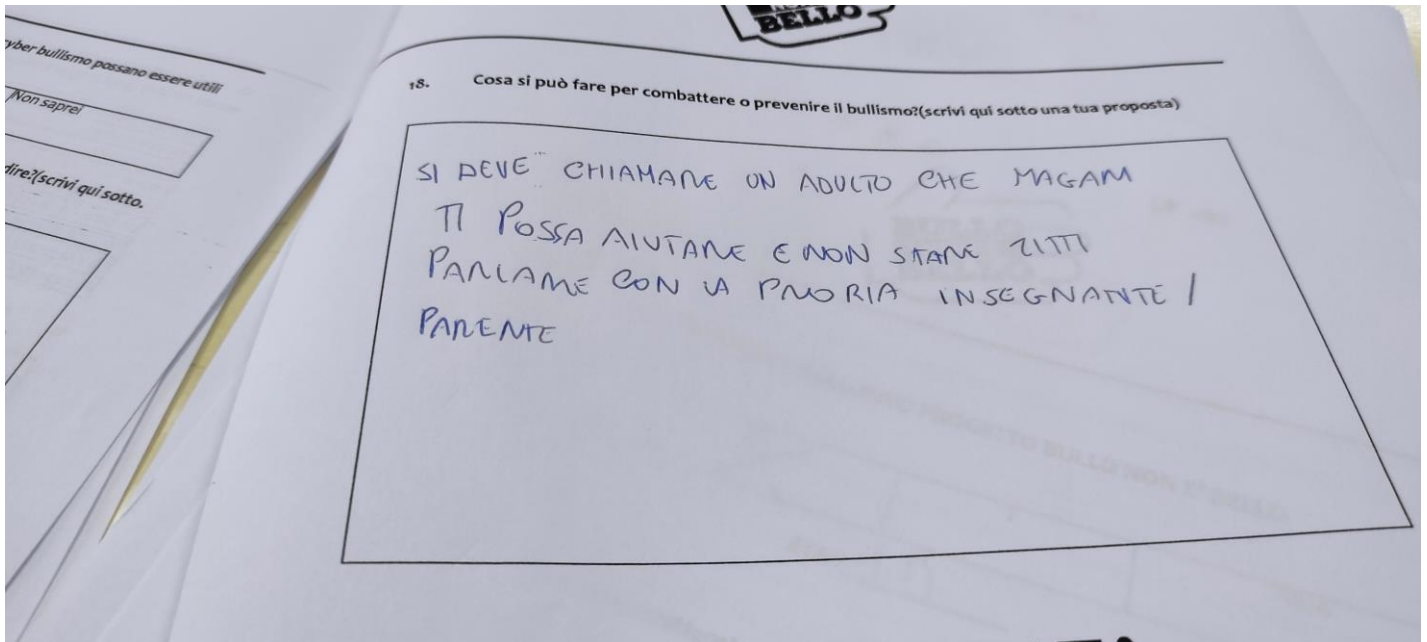 BELLO
yber bullismo possano essere utili
Non saprei
dire?(scrivi qui sotto.
18. Cosa si può fare per combattere o prevenire il bullismo?(scrivi qui sotto una tua proposta)
SI DEVE CHIAMARE UN ADULTO CHE MAGARI
TI POSSA AIUTARE E NON STARE ZITTI
PARLARE CON LA PRORIA INSEGNANTE /
PARENTE